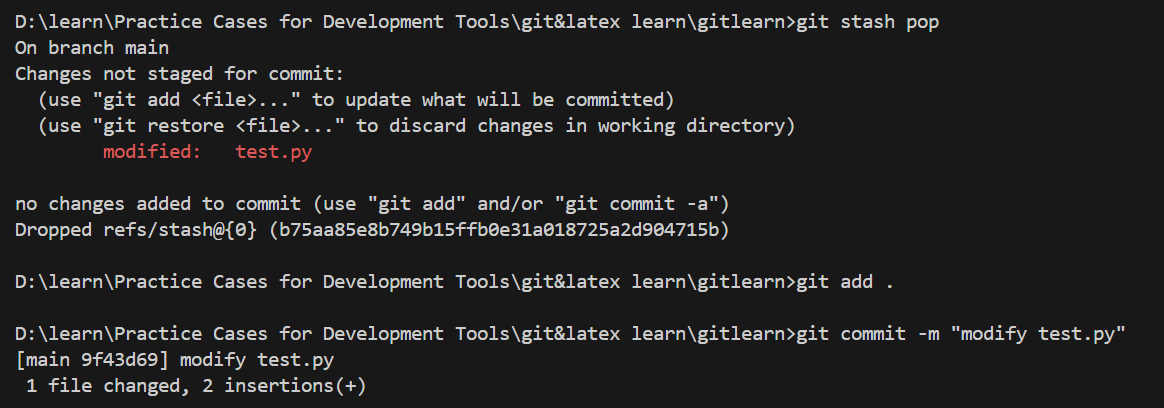 D:\learn\Practice Cases for Development Tools\git&latex learn\gitlearn>git stash pop
On branch main
Changes not staged for commit:
  (use "git add <file>..." to update what will be committed)
  (use "git restore <file>..." to discard changes in working directory)
        modified:   test.py

no changes added to commit (use "git add" and/or "git commit -a")
Dropped refs/stash@{0} (b75aa85e8b749b15ffb0e31a018725a2d904715b)

D:\learn\Practice Cases for Development Tools\git&latex learn\gitlearn>git add .

D:\learn\Practice Cases for Development Tools\git&latex learn\gitlearn>git commit -m "modify test.py"
[main 9f43d69] modify test.py
 1 file changed, 2 insertions(+)